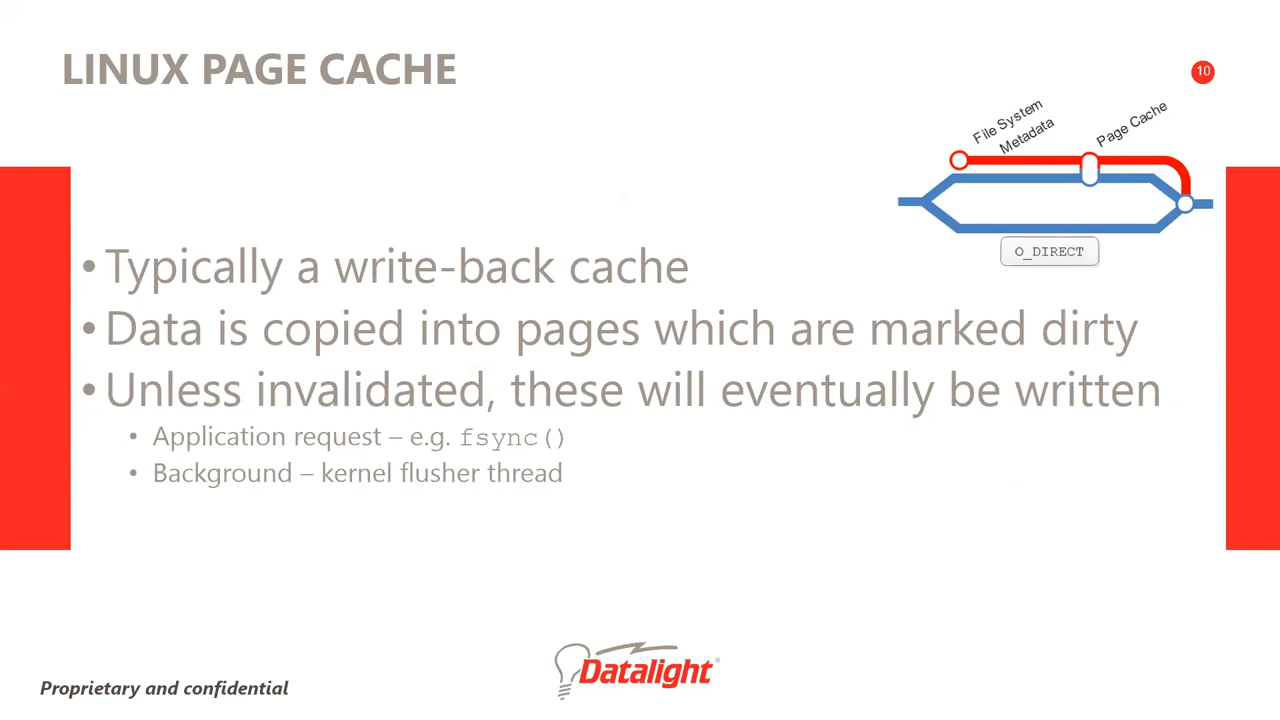 LINUX PAGE CACHE
10
File System
Metadata
Page Cache
O_DIRECT
• Typically a write-back cache
• Data is copied into pages which are marked dirty
• Unless invalidated, these will eventually be written
• Application request – e.g. fsync()
• Background – kernel flusher thread
Datalight®
Proprietary and confidential